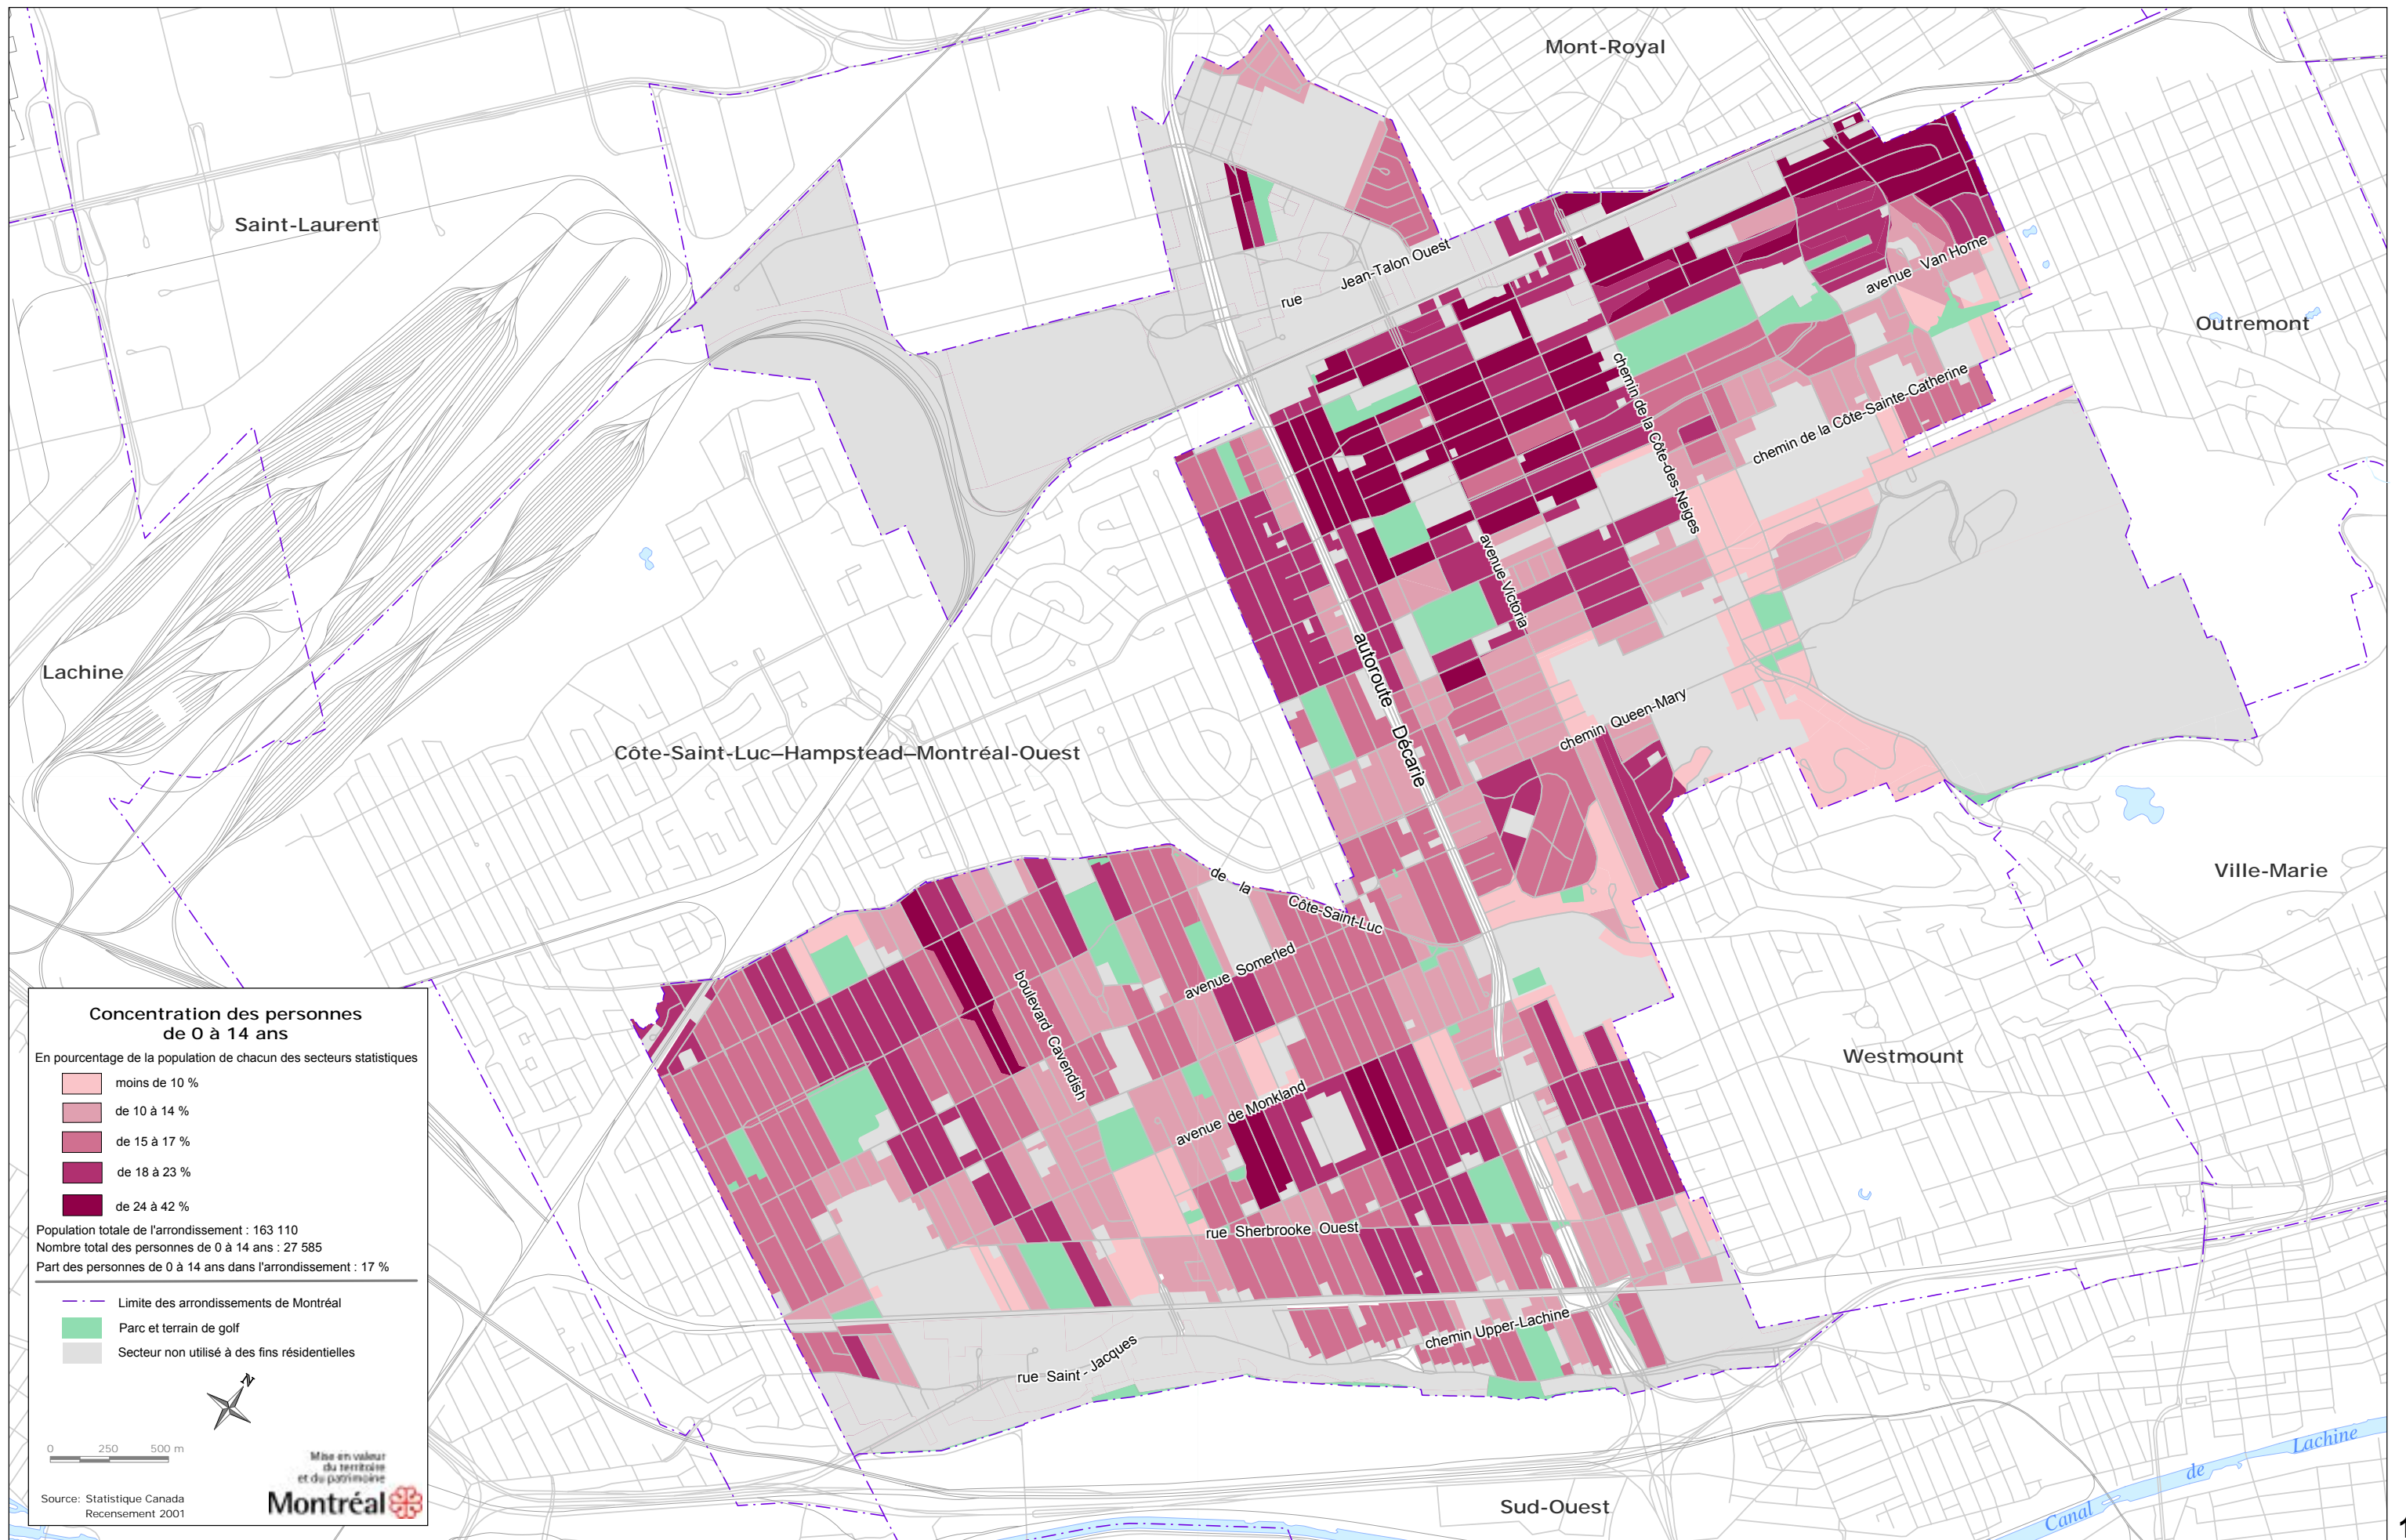 Mont-Royal
Saint-Laurent
rue Jean-Talon Ouest
avenue Van Horne
Outremont
chemin de la Côte-des-Neiges
chemin de la Côte-Sainte-Catherine
avenue Victoria
autoroute Décarie
Lachine
chemin Queen-Mary
Côte-Saint-Luc–Hampstead–Montréal-Ouest
Ville-Marie
de la Côte-Saint-Luc
avenue Somerled
boulevard Cavendish
Westmount
avenue de Monkland
rue Sherbrooke Ouest
chemin Upper-Lachine
rue Saint-Jacques
Sud-Ouest
Canal de Lachine
Concentration des personnes
de 0 à 14 ans
En pourcentage de la population de chacun des secteurs statistiques
moins de 10 %
de 10 à 14 %
de 15 à 17 %
de 18 à 23 %
de 24 à 42 %
Population totale de l'arrondissement : 163 110
Nombre total des personnes de 0 à 14 ans : 27 585
Part des personnes de 0 à 14 ans dans l'arrondissement : 17 %
Limite des arrondissements de Montréal
Parc et terrain de golf
Secteur non utilisé à des fins résidentielles
N
0 250 500 m
Mise en valeur
du territoire
et du patrimoine
Montréal
Source: Statistique Canada
Recensement 2001